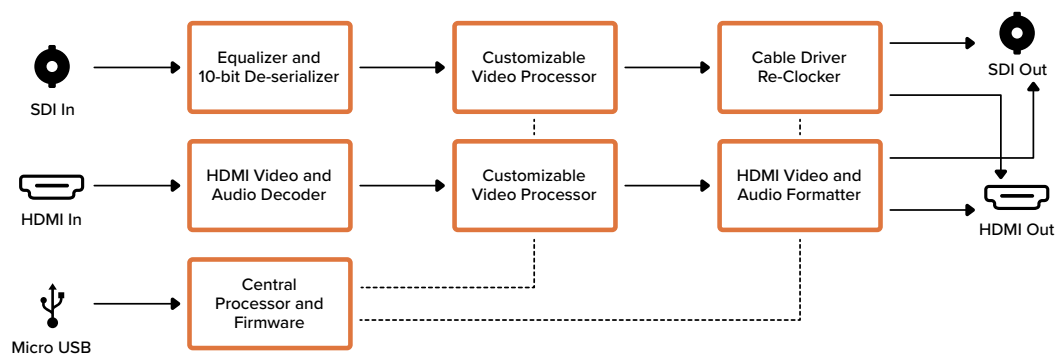 SDI In
Equalizer and
10-bit De-serializer
Customizable
Video Processor
Cable Driver
Re-Clocker
SDI Out
HDMI In
HDMI Video and
Audio Decoder
Customizable
Video Processor
HDMI Video and
Audio Formatter
HDMI Out
Micro USB
Central
Processor and
Firmware